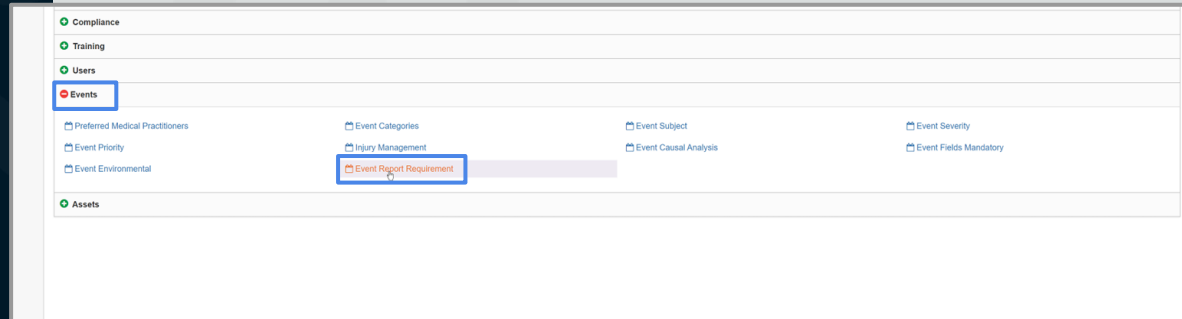 Compliance
Training
Users
Events
Preferred Medical Practitioners Event Categories Event Subject Event Severity
Event Priority Injury Management Event Causal Analysis Event Fields Mandatory
Event Environmental Event Report Requirement
Assets